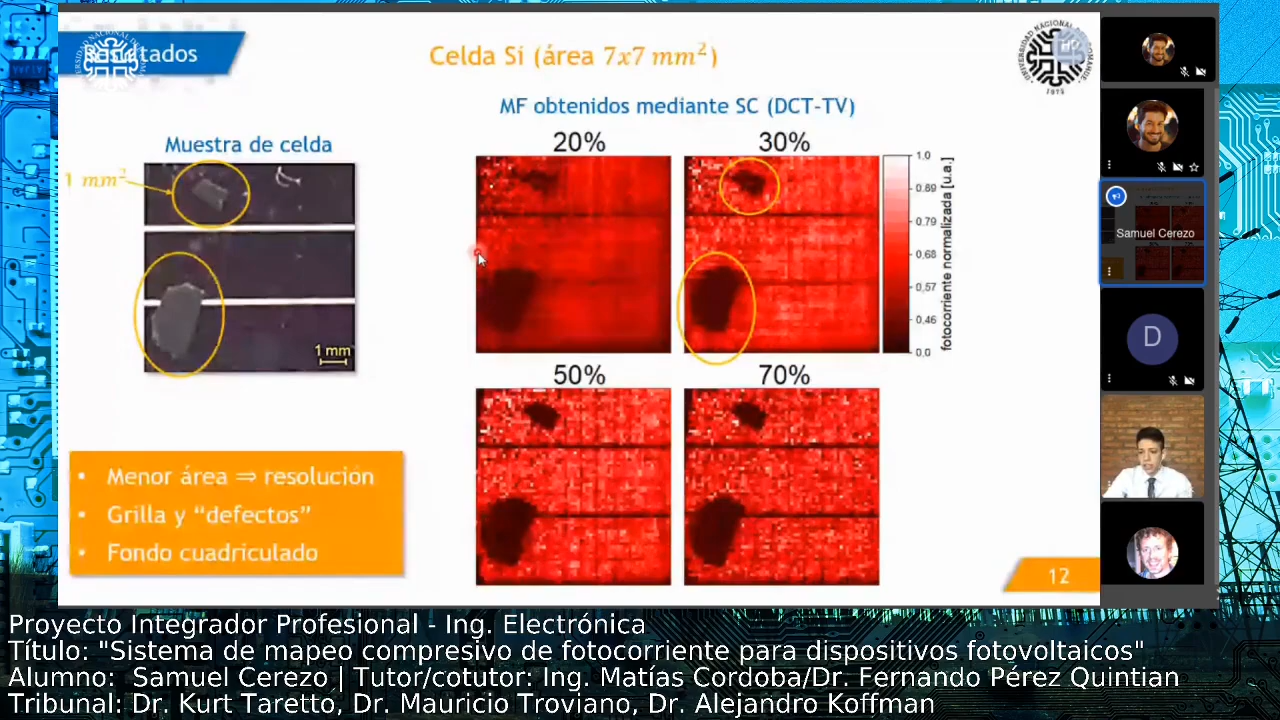 Resultados
Celda Si (área 7x7 mm²)
MF obtenidos mediante SC (DCT-TV)
Muestra de celda
1 mm²
1 mm
20%
30%
50%
70%
1.0
0.89
0.79
0.68
0,57
0,46
0,0
fotocorriente normalizada [u.a.]
• Menor área ⇒ resolución
• Grilla y “defectos”
• Fondo cuadriculado
12
1972
Samuel Cerezo
D
Proyecto Integrador Profesional - Ing. Electrónica
Título: "Sistema de mapeo compresivo de fotocorriente para dispositivos fotovoltaicos"
Alumno: Samuel Cerezo | Tutor/cotutor: Ing. Matías Cordoba/Dr. Fernando Pérez Quintian
Tribunal: Dr. Kurt Taretto, Dr. Mauricio Troviano, Dr. Alejandro Koffman